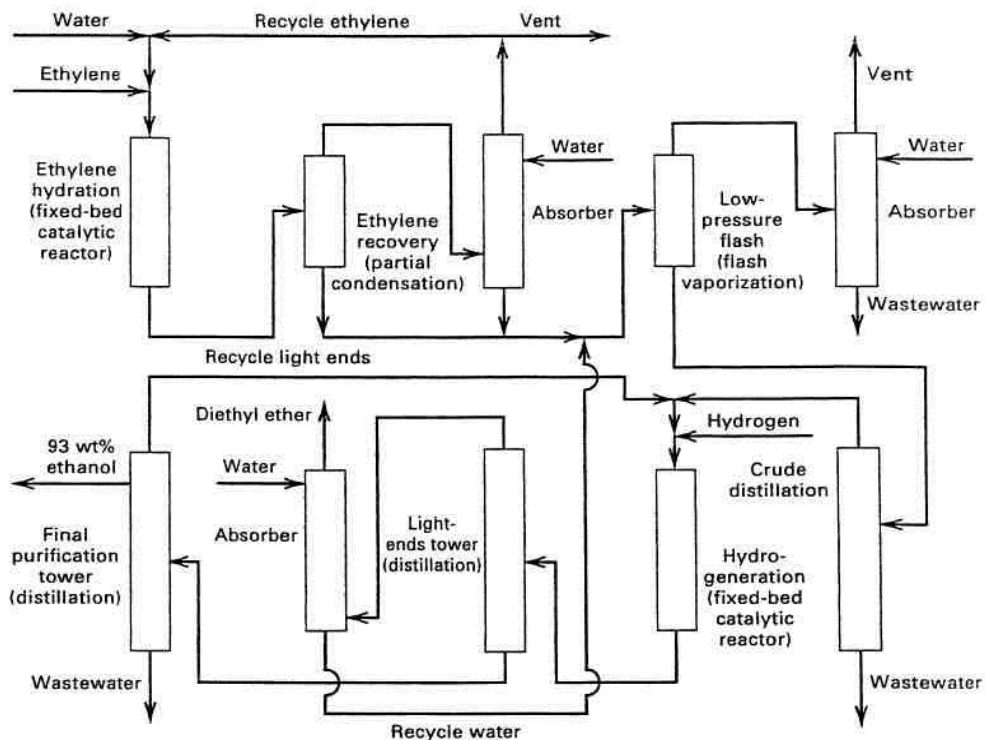 Water
Recycle ethylene
Vent
Ethylene
Vent
Ethylene
hydration
(fixed-bed
catalytic
reactor)
Ethylene
recovery
(partial
condensation)
Water
Absorber
Low-
pressure
flash
(flash
vaporization)
Water
Absorber
Wastewater
Recycle light ends
Diethyl ether
Hydrogen
93 wt%
ethanol
Water
Crude
distillation
Final
purification
tower
(distillation)
Absorber
Light-
ends tower
(distillation)
Hydro-
generation
(fixed-bed
catalytic
reactor)
Wastewater
Wastewater
Recycle water